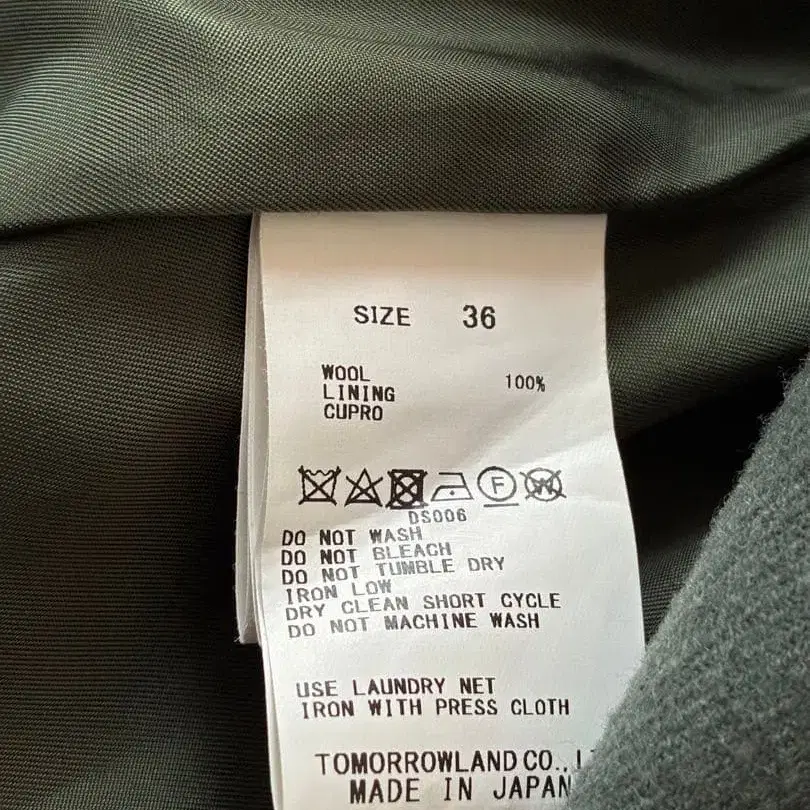 SIZE 36
WOOL 100%
LINING
CUPRO
F W
DS006
DO NOT WASH
DO NOT BLEACH
DO NOT TUMBLE DRY
IRON LOW
DRY CLEAN SHORT CYCLE
DO NOT MACHINE WASH
USE LAUNDRY NET
IRON WITH PRESS CLOTH
TOMORROWLAND CO.,
MADE IN JAPAN